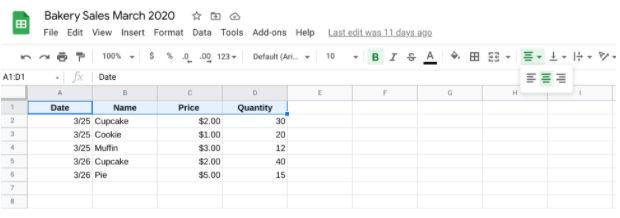 Bakery Sales March 2020
File Edit View Insert Format Data Tools Add-ons Help Last edit was 11 days ago
100% $ % .0 .00 123 Default (Ari... 10 B I S A
A1:D1 fx Date
A B C D E F G H I
1 Date Name Price Quantity
2 3/25 Cupcake $2.00 30
3 3/25 Cookie $1.00 20
4 3/25 Muffin $3.00 12
5 3/26 Cupcake $2.00 40
6 3/26 Pie $5.00 15
7
8